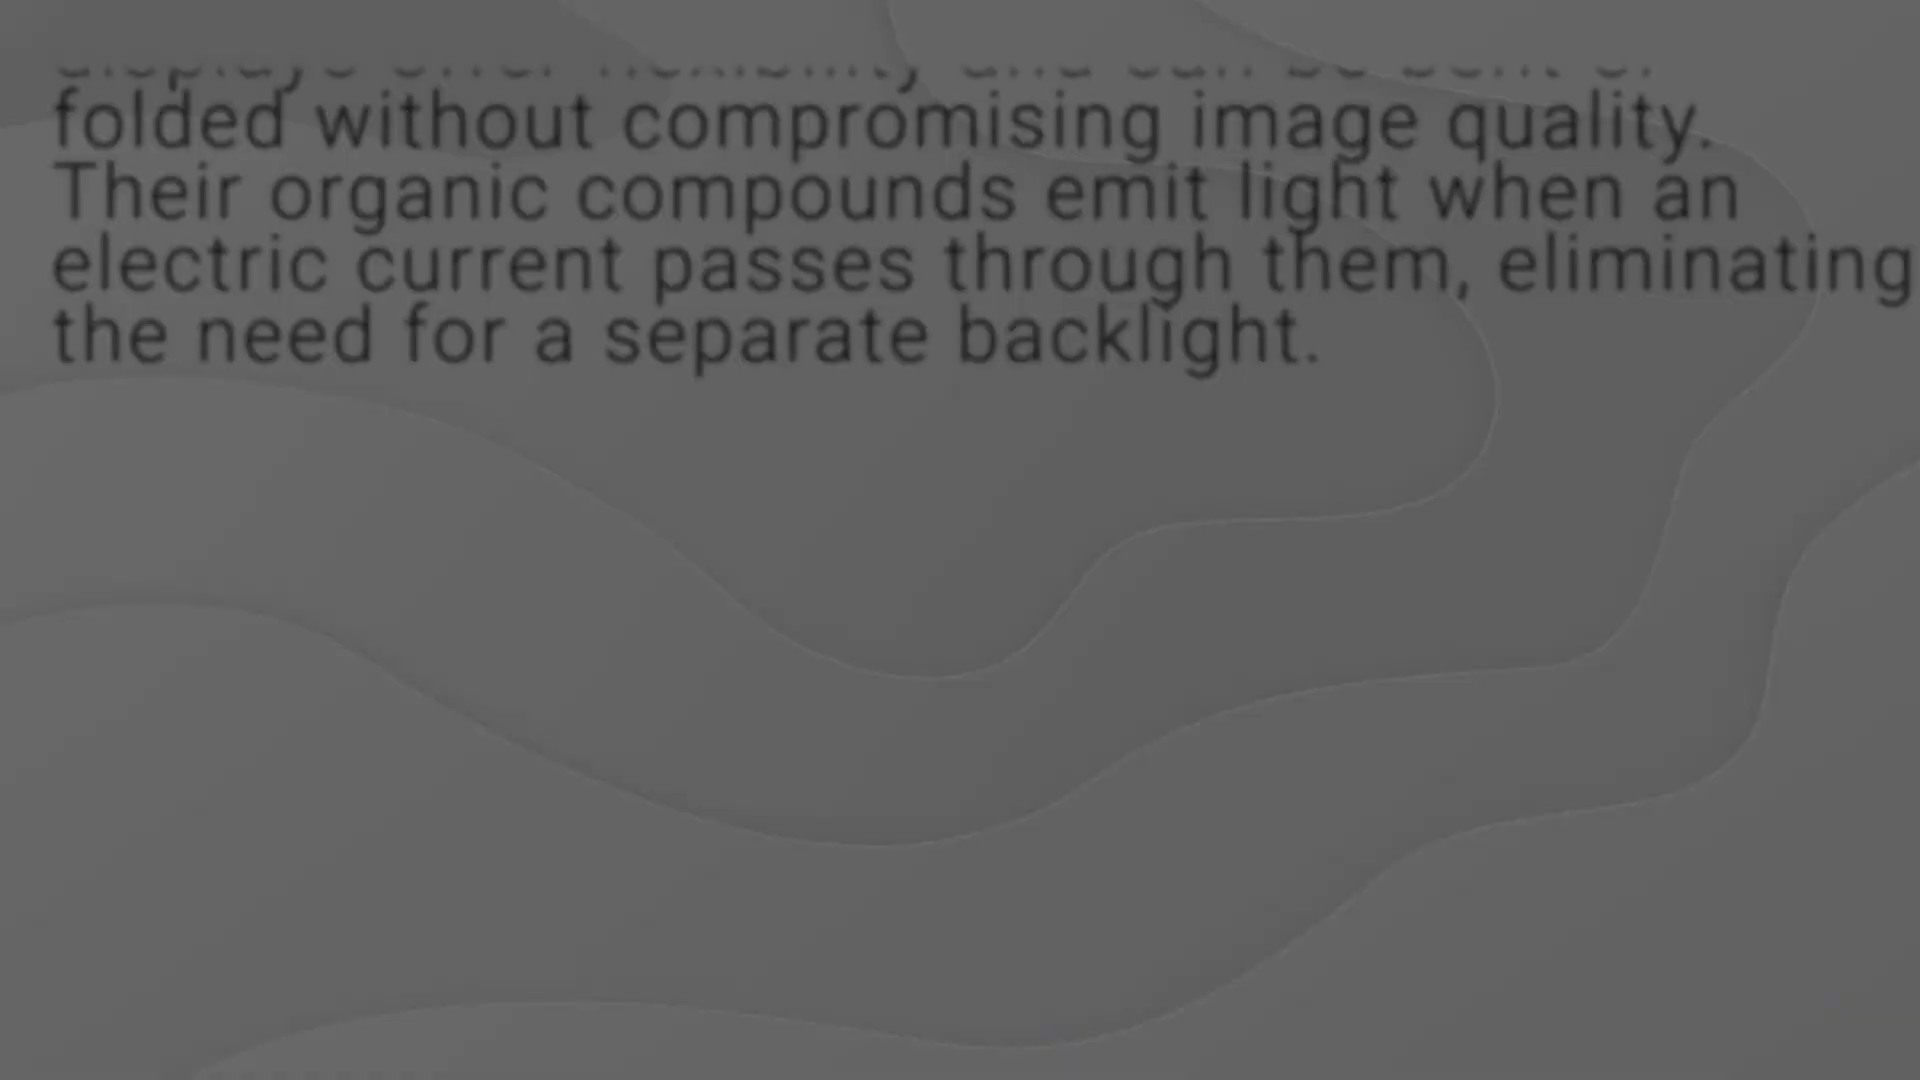 folded without compromising image quality.
Their organic compounds emit light when an
electric current passes through them, eliminating
the need for a separate backlight.